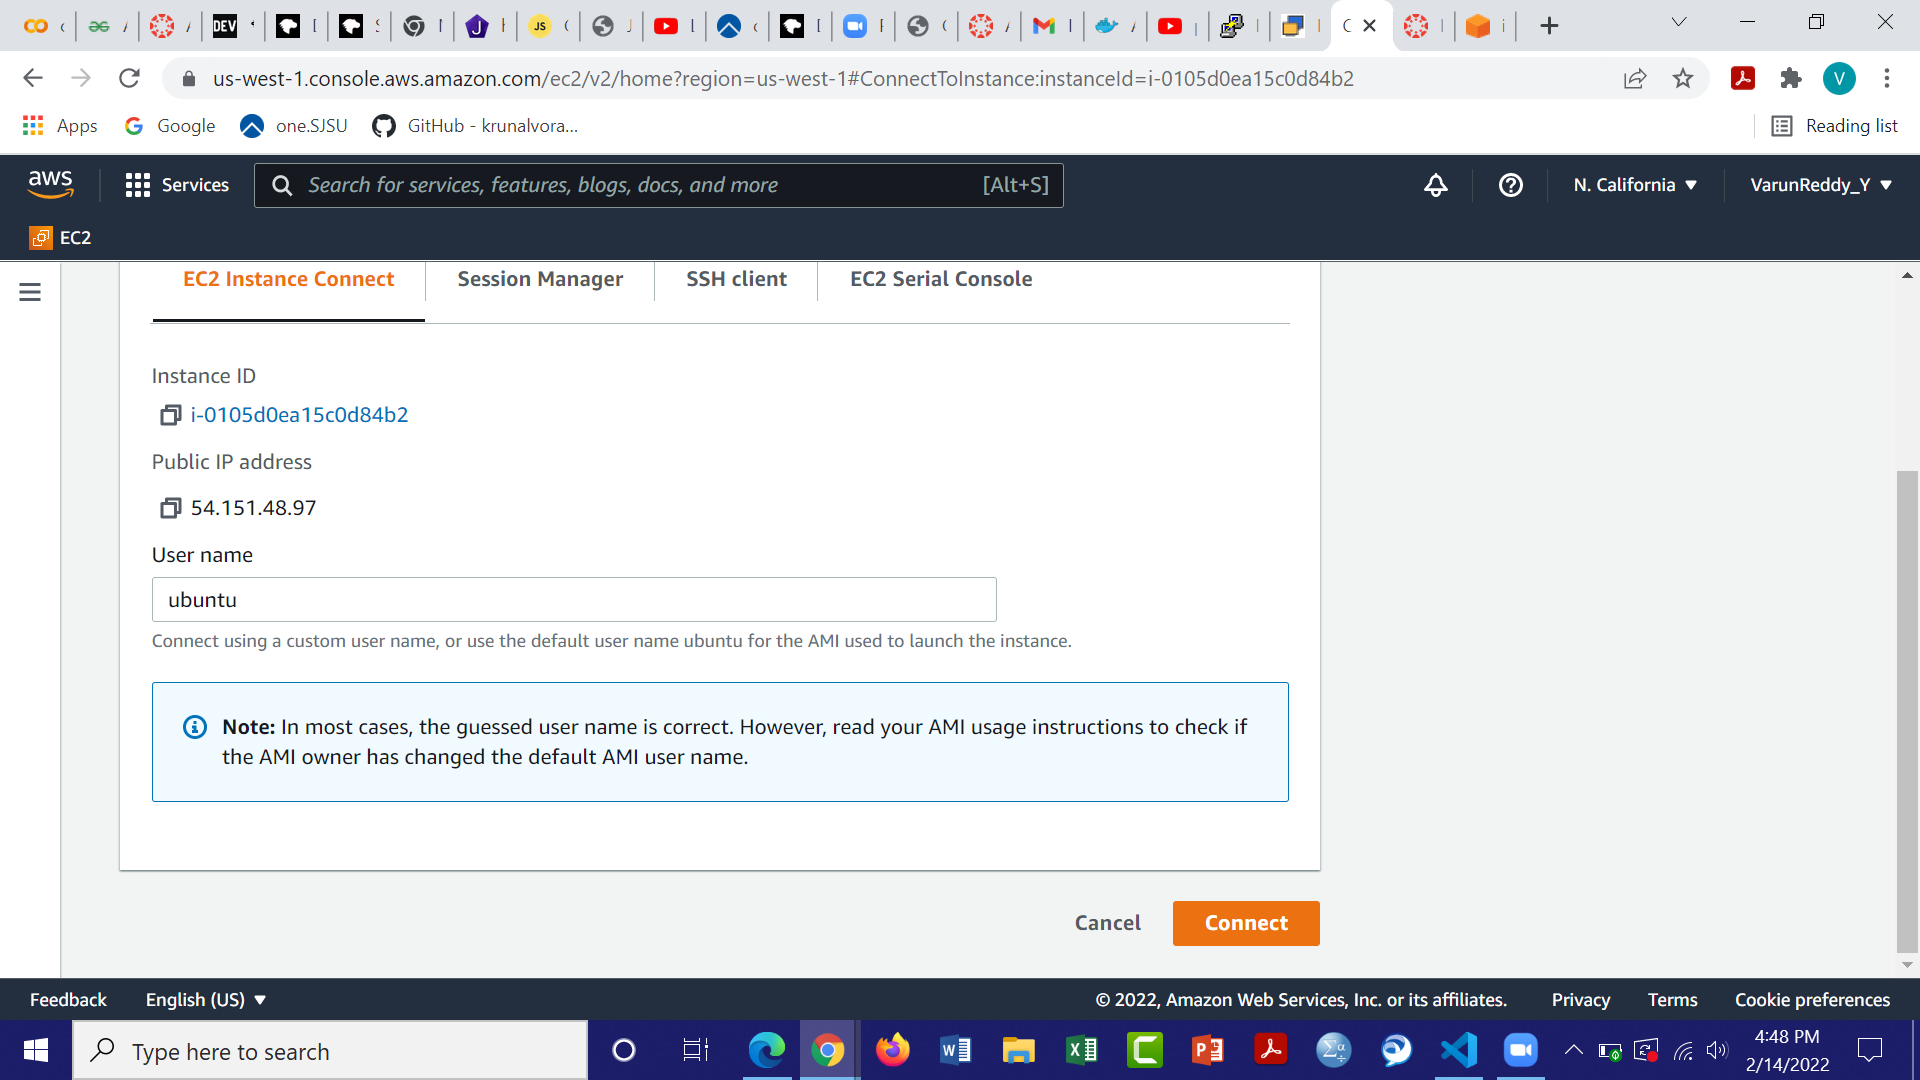 DEV
JS
us-west-1.console.aws.amazon.com/ec2/v2/home?region=us-west-1#ConnectToInstance:instanceId=i-0105d0ea15c0d84b2
V
Apps
Google
one.SJSU
GitHub - krunalvora...
Reading list
aws
Services
Search for services, features, blogs, docs, and more
[Alt+S]
N. California
VarunReddy_Y
EC2
EC2 Instance Connect
Session Manager
SSH client
EC2 Serial Console
Instance ID
i-0105d0ea15c0d84b2
Public IP address
54.151.48.97
User name
ubuntu
Connect using a custom user name, or use the default user name ubuntu for the AMI used to launch the instance.
Note: In most cases, the guessed user name is correct. However, read your AMI usage instructions to check if
the AMI owner has changed the default AMI user name.
Cancel
Connect
Feedback
English (US)
© 2022, Amazon Web Services, Inc. or its affiliates.
Privacy
Terms
Cookie preferences
Type here to search
4:48 PM
2/14/2022